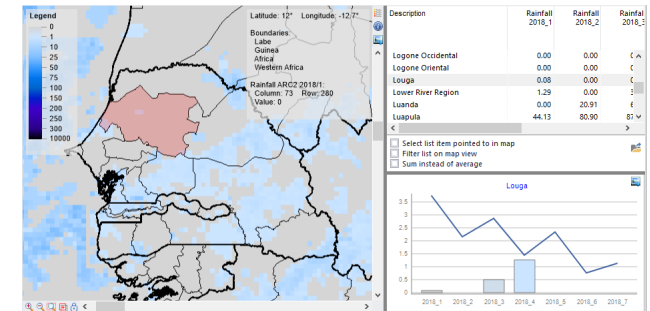 Legend
0
1
10
25
50
75
100
150
200
250
300
10000
Latitude: 12° Longitude: -12.7°
Boundaries:
Labe
Guinea
Africa
Western Africa
Rainfall ARC2 2018/1:
Column: 73 Row: 280
Value: 0
Description Rainfall 2018_1 Rainfall 2018_2 Rainfal 2018_3
Logone Occidental 0.00 0.00
Logone Oriental 0.00 0.00
Louga 0.08 0.00
Lower River Region 1.29 0.00
Luanda 0.00 20.91
Luapula 44.13 80.90
Select list item pointed to in map
Filter list on map view
Sum instead of average
Louga
3.5
3
2.5
2
1.5
1
0.5
0
2018_1 2018_2 2018_3 2018_4 2018_5 2018_6 2018_7